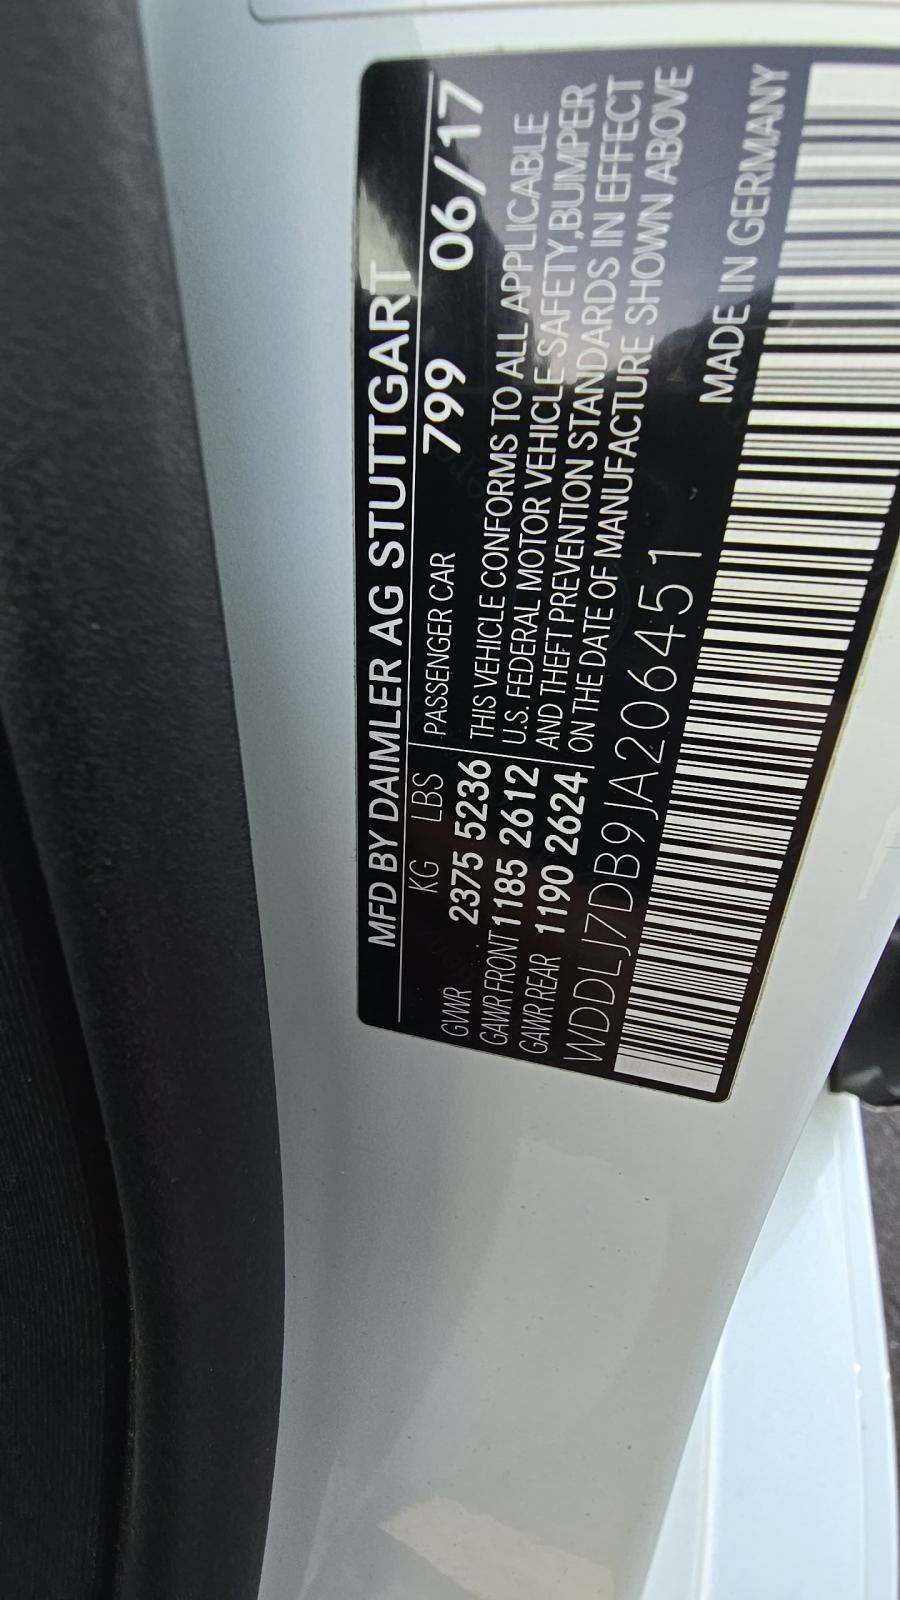 MFD BY DAIMLER AG STUTTGART
KG LBS PASSENGER CAR 799 06/17
GVWR 2375 5236 THIS VEHICLE CONFORMS TO ALL APPLICABLE
GAWR FRONT 1185 2612 U.S. FEDERAL MOTOR VEHICLE SAFETY, BUMPER
GAWR REAR 1190 2624 AND THEFT PREVENTION STANDARDS IN EFFECT
ON THE DATE OF MANUFACTURE SHOWN ABOVE
WDDLJ7DB9JA206451 MADE IN GERMANY